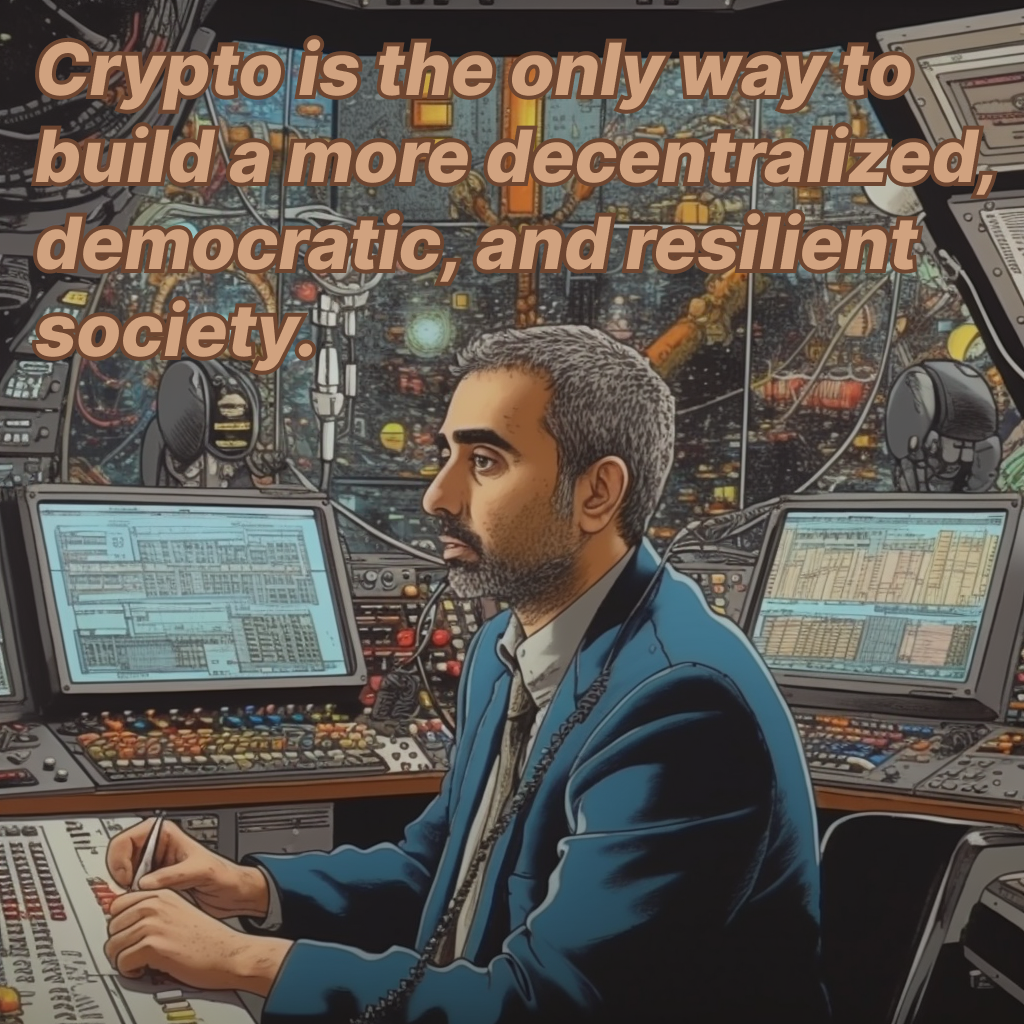 Crypto is the only way to
build a more decentralized,
democratic, and resilient
society.